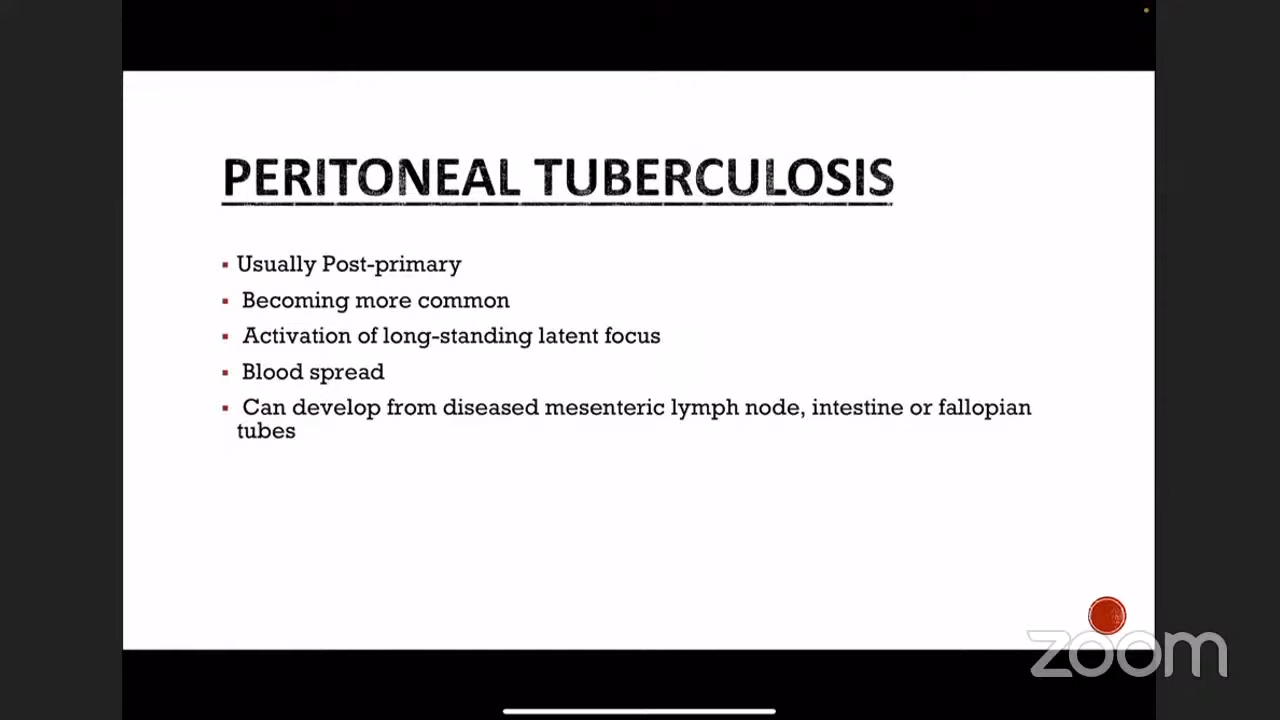 PERITONEAL TUBERCULOSIS
▪ Usually Post-primary
▪ Becoming more common
▪ Activation of long-standing latent focus
▪ Blood spread
▪ Can develop from diseased mesenteric lymph node, intestine or fallopian
tubes
zoom